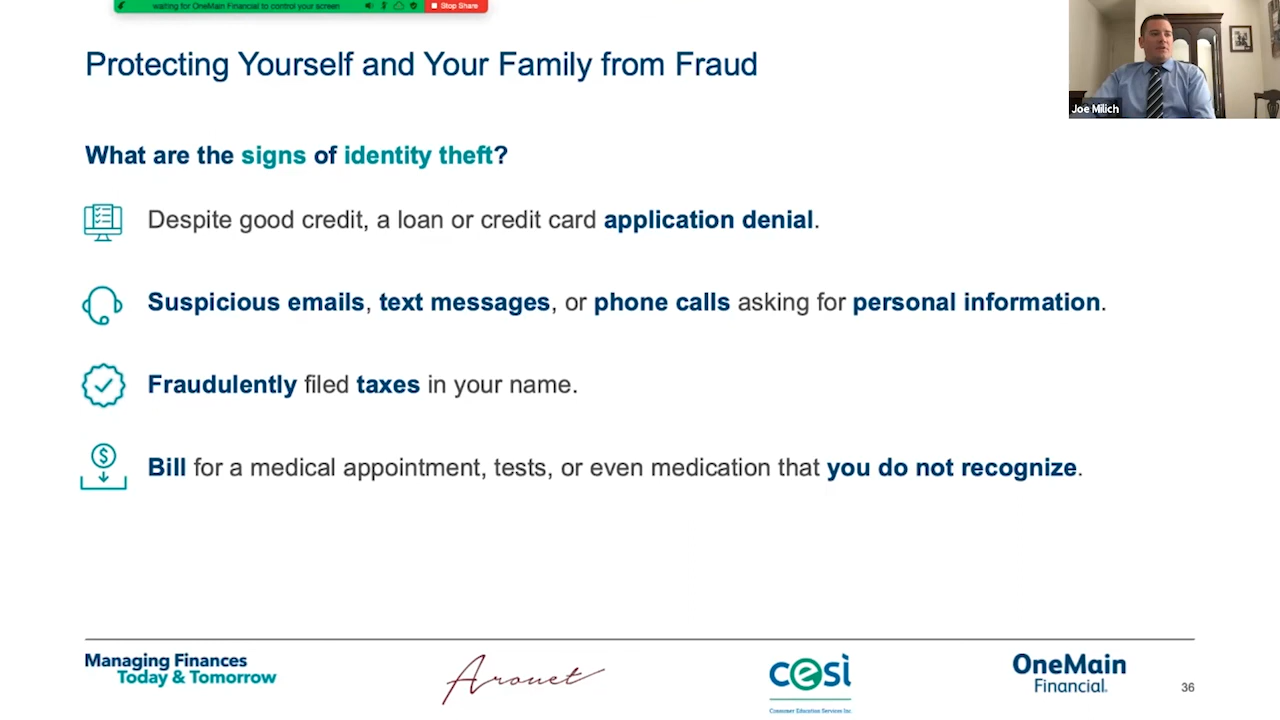 waiting for OneMain Financial to control your screen
Stop Share
Joe Milich
Protecting Yourself and Your Family from Fraud
What are the signs of identity theft?
Despite good credit, a loan or credit card application denial.
Suspicious emails, text messages, or phone calls asking for personal information.
Fraudulently filed taxes in your name.
Bill for a medical appointment, tests, or even medication that you do not recognize.
Managing Finances
Today & Tomorrow
Arouet
cesi
Consumer Education Services Inc
OneMain
Financial.
36